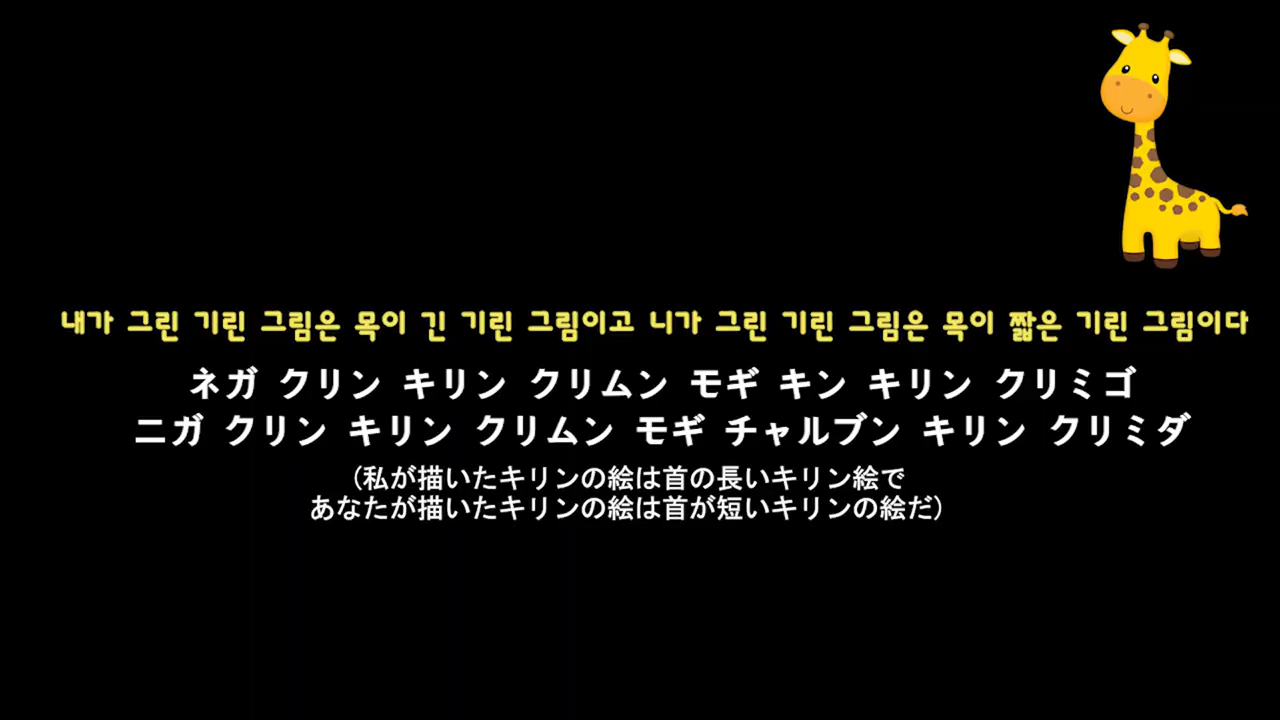 내가 그린 기린 그림은 목이 긴 기린 그림이고 니가 그린 기린 그림은 목이 짧은 기린 그림이다
ネガ クリン キリン クリムン モギ キン キリン クリミゴ
ニガ クリン キリン クリムン モギ チャルブン キリン クリミダ
(私が描いたキリンの絵は首の長いキリン絵で
あなたが描いたキリンの絵は首が短いキリンの絵だ)